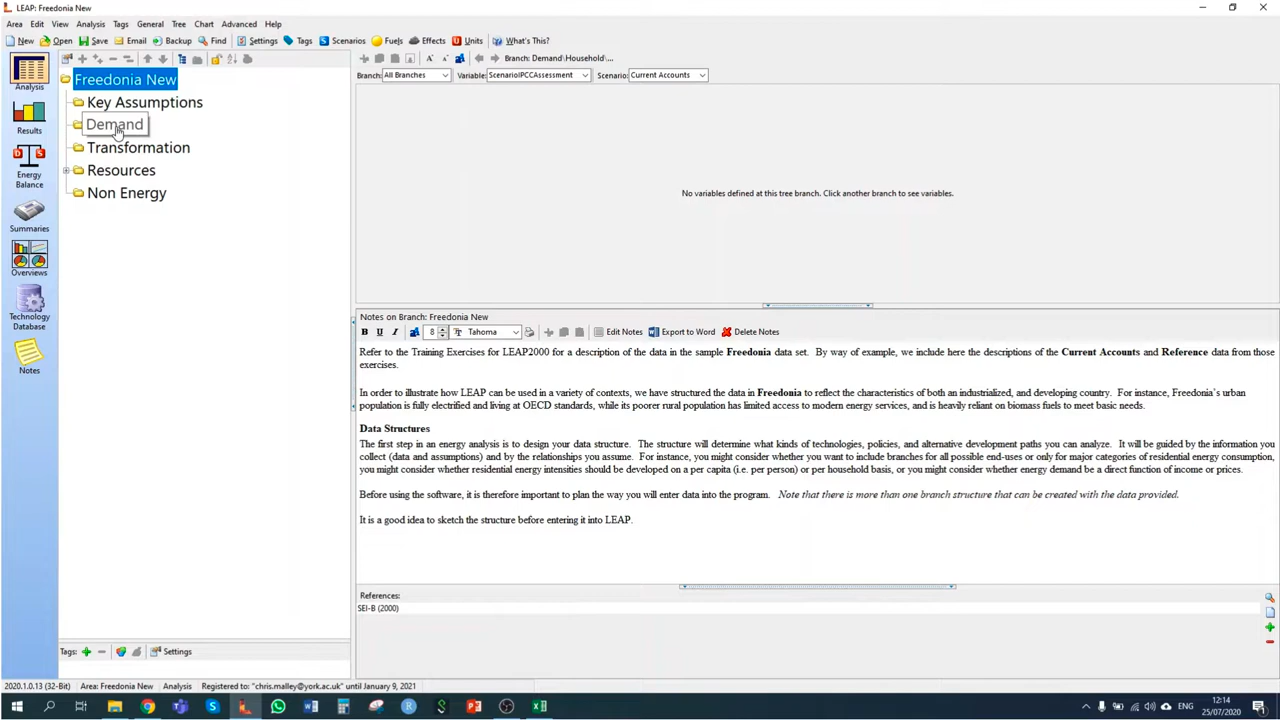 LEAP: Freedonia New
Area Edit View Analysis Tags General Tree Chart Advanced Help
New Open Save Email Backup Find Settings Tags Scenarios Fuels Effects Units What's This?
Branch: Demand\Household\...
Branch: All Branches Variable: ScenarioIPCCAssessment Scenario: Current Accounts
Analysis
Results
Energy
Balance
Summaries
Overviews
Technology
Database
Notes
Freedonia New
Key Assumptions
Demand
Transformation
Resources
Non Energy
No variables defined at this tree branch. Click another branch to see variables.
Notes on Branch: Freedonia New
B U I 8 Tahoma Edit Notes Export to Word Delete Notes
Refer to the Training Exercises for LEAP2000 for a description of the data in the sample Freedonia data set. By way of example, we include here the descriptions of the Current Accounts and Reference data from those
exercises.
In order to illustrate how LEAP can be used in a variety of contexts, we have structured the data in Freedonia to reflect the characteristics of both an industrialized, and developing country. For instance, Freedonia's urban
population is fully electrified and living at OECD standards, while its poorer rural population has limited access to modern energy services, and is heavily reliant on biomass fuels to meet basic needs.
Data Structures
The first step in an energy analysis is to design your data structure. The structure will determine what kinds of technologies, policies, and alternative development paths you can analyze. It will be guided by the information you
collect (data and assumptions) and by the relationships you assume. For instance, you might consider whether you want to include branches for all possible end-uses or only for major categories of residential energy consumption,
you might consider whether residential energy intensities should be developed on a per capita (i.e. per person) or per household basis, or you might consider whether energy demand be a direct function of income or prices.
Before using the software, it is therefore important to plan the way you will enter data into the program. Note that there is more than one branch structure that can be created with the data provided.
It is a good idea to sketch the structure before entering it into LEAP.
References:
SEI-B (2000)
Tags: Settings
2020.1.0.13 (32-Bit) Area: Freedonia New Analysis Registered to: "chris.malley@york.ac.uk" until January 9, 2021
ENG
12:14
25/07/2020